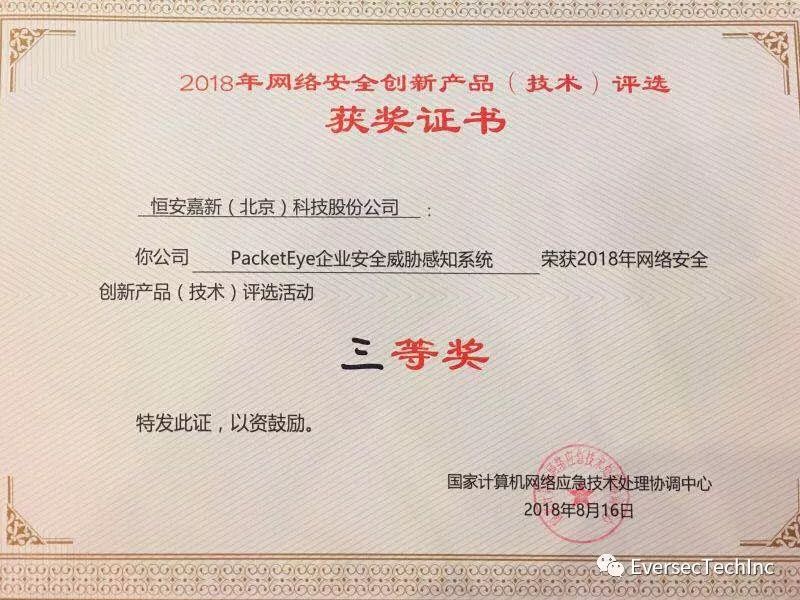 2018年网络安全创新产品（技术）评选
获奖证书
恒安嘉新（北京）科技股份公司：
你公司 PacketEye企业安全威胁感知系统 荣获2018年网络安全
创新产品（技术）评选活动
三等奖
特发此证，以资鼓励。
国家计算机网络应急技术处理协调中心
2018年8月16日
EversecTechInc